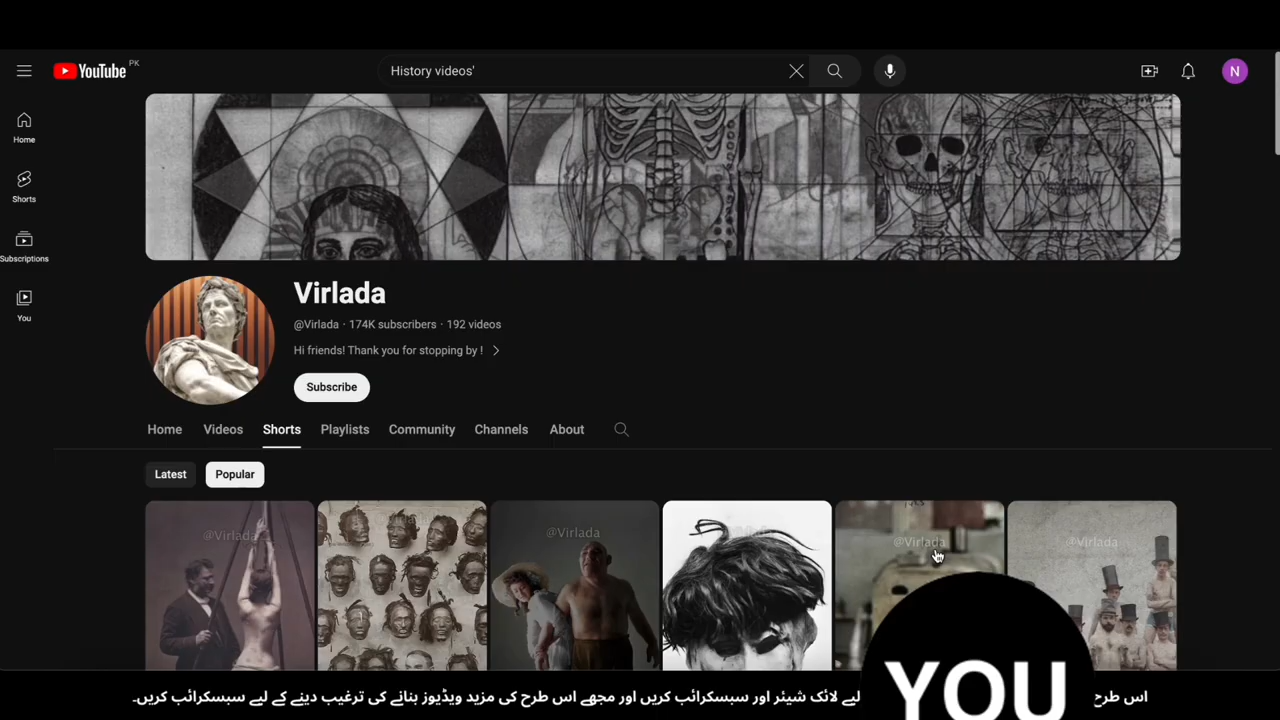 YouTube PK
History videos'
N
Home
Shorts
Subscriptions
You
Virlada
@Virlada · 174K subscribers · 192 videos
Hi friends! Thank you for stopping by !
Subscribe
Home Videos Shorts Playlists Community Channels About
Latest Popular
@Virlada
@Virlada
@Virlada
@Virlada
YOU
اس طرح لیے لائک شیئر اور سبسکرائب کریں اور مجھے اس طرح کی مزید ویڈیوز بنانے کی ترغیب دینے کے لیے سبسکرائب کریں۔